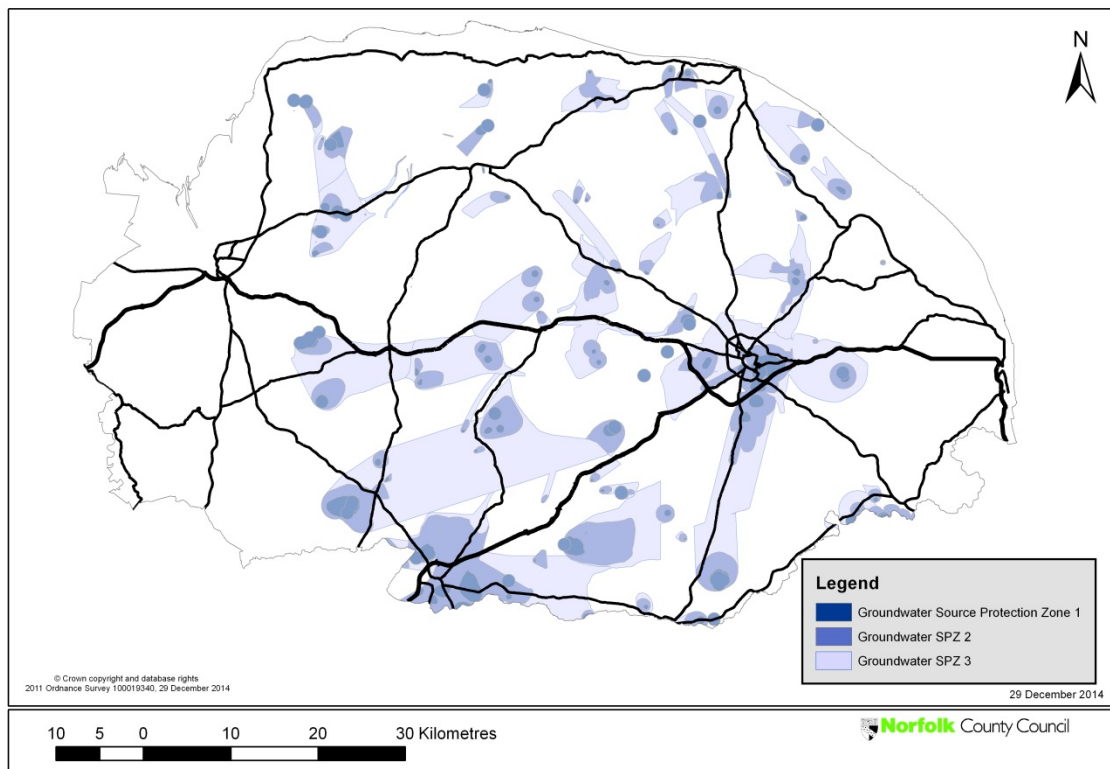 N
Legend
Groundwater Source Protection Zone 1
Groundwater SPZ 2
Groundwater SPZ 3
© Crown copyright and database rights
2011 Ordnance Survey 100019340, 29 December 2014
29 December 2014
10 5 0 10 20 30 Kilometres
Norfolk County Council